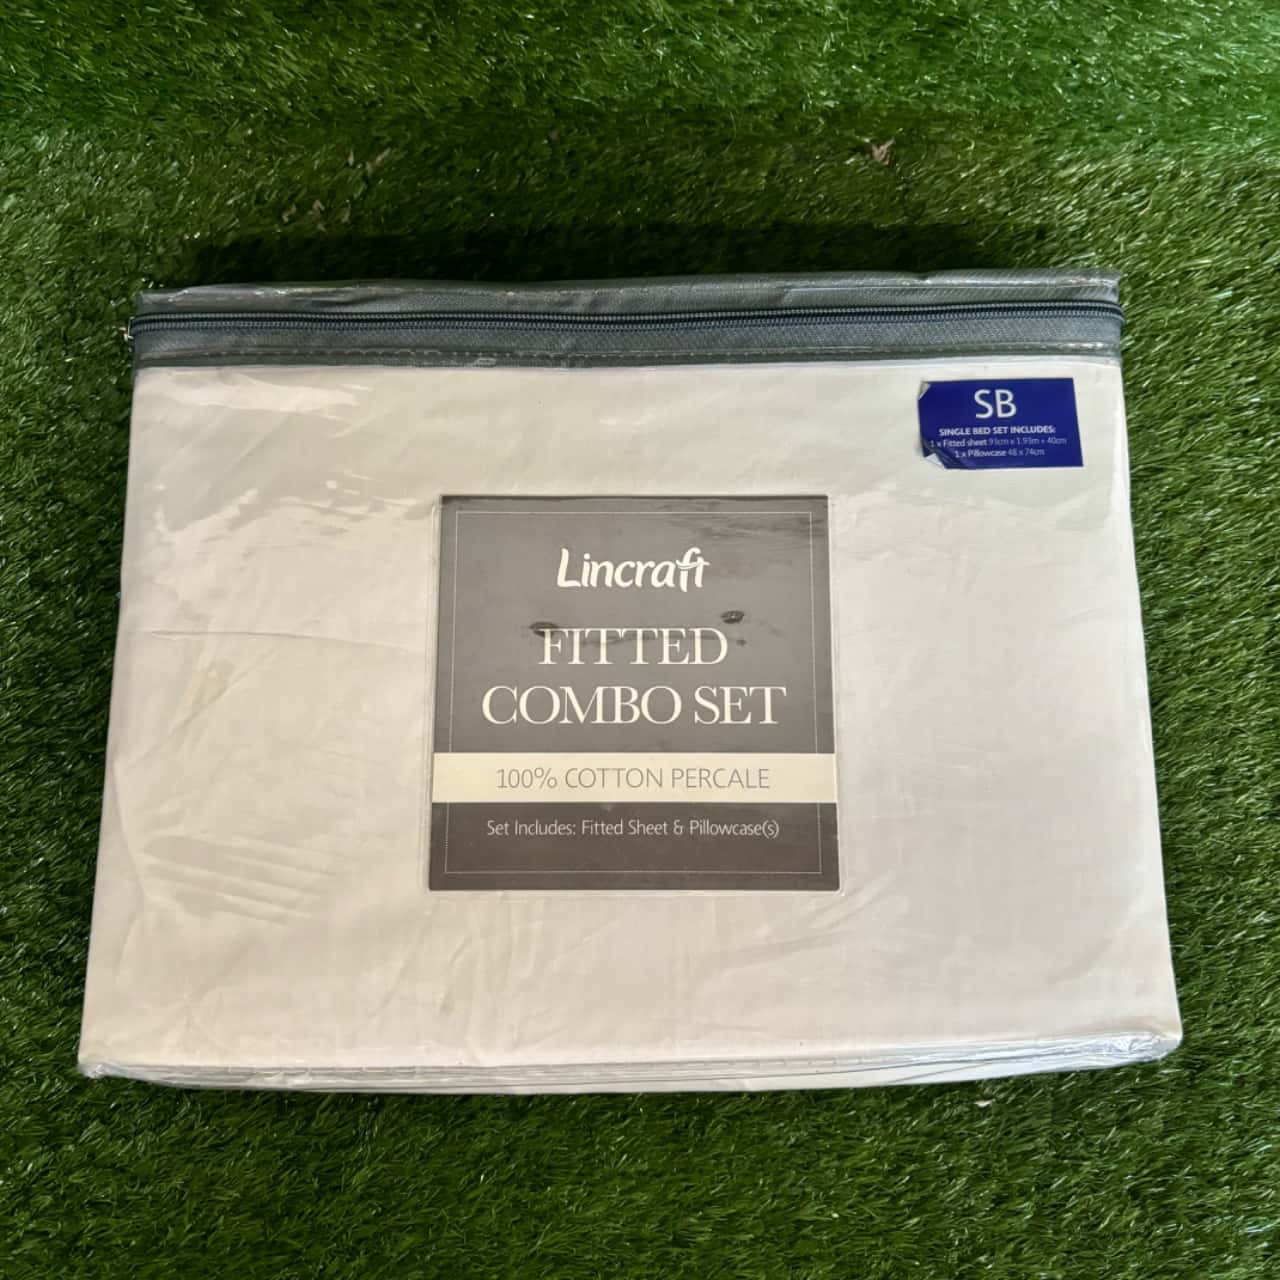 SB
SINGLE BED SET INCLUDES:
1 x Fitted sheet 91cm x 1.93m + 40cm
1 x Pillowcase 48 x 74cm
Lincraft
FITTED
COMBO SET
100% COTTON PERCALE
Set Includes: Fitted Sheet & Pillowcase(s)